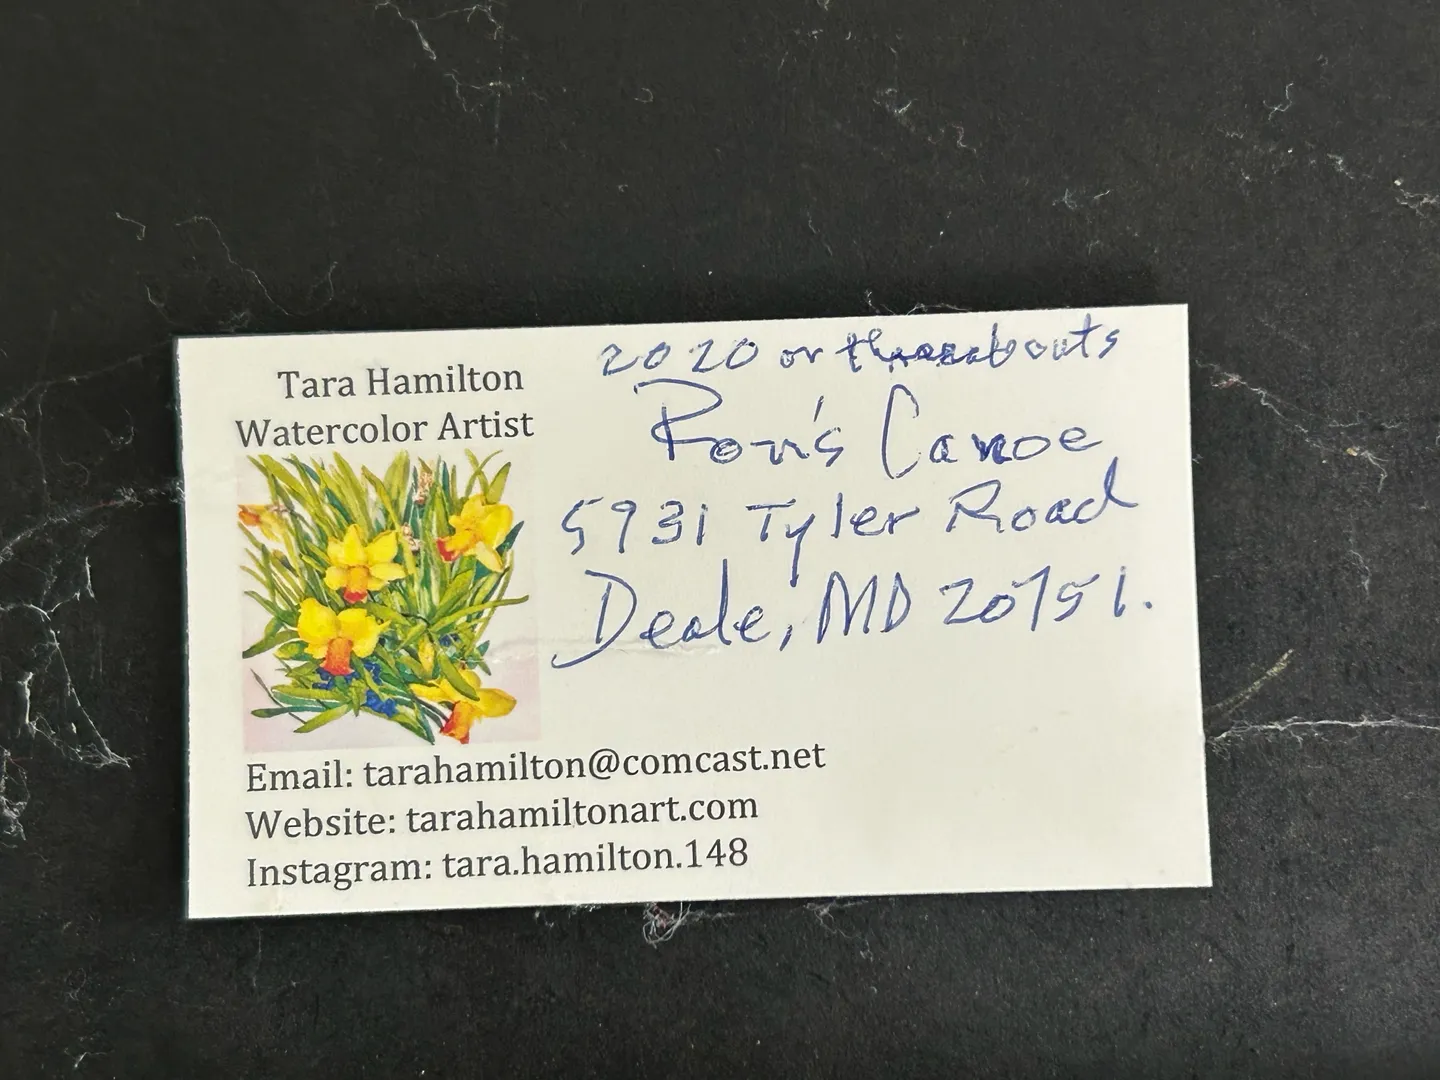 Tara Hamilton
Watercolor Artist
2020 or thereabouts
Ron's Canoe
5931 Tyler Road
Deale, MD 20751.
Email: tarahamilton@comcast.net
Website: tarahamiltonart.com
Instagram: tara.hamilton.148